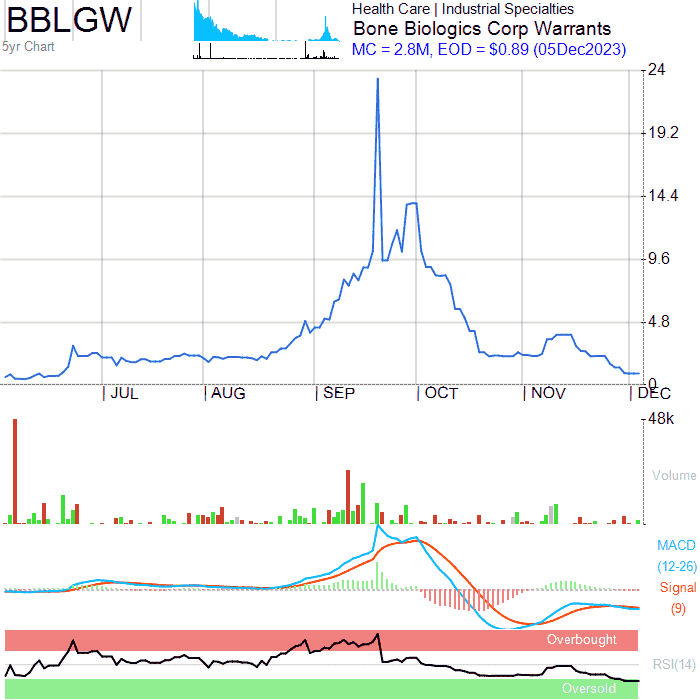 BBLGW
5yr Chart
Health Care | Industrial Specialties
Bone Biologics Corp Warrants
MC = 2.8M, EOD = $0.89 (05Dec2023)
24
19.2
14.4
9.6
4.8
0
JUL AUG SEP OCT NOV DEC
48k
Volume
MACD
(12-26)
Signal
(9)
Overbought
RSI(14)
Oversold